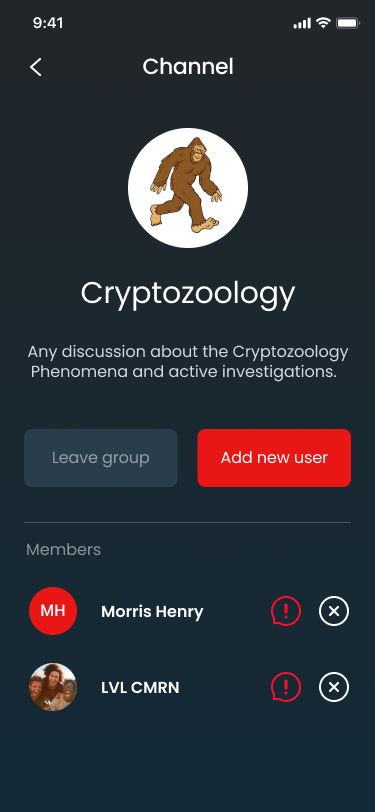 9:41
Channel
Cryptozoology
Any discussion about the Cryptozoology
Phenomena and active investigations.
Leave group
Add new user
Members
MH
Morris Henry
LVL CMRN